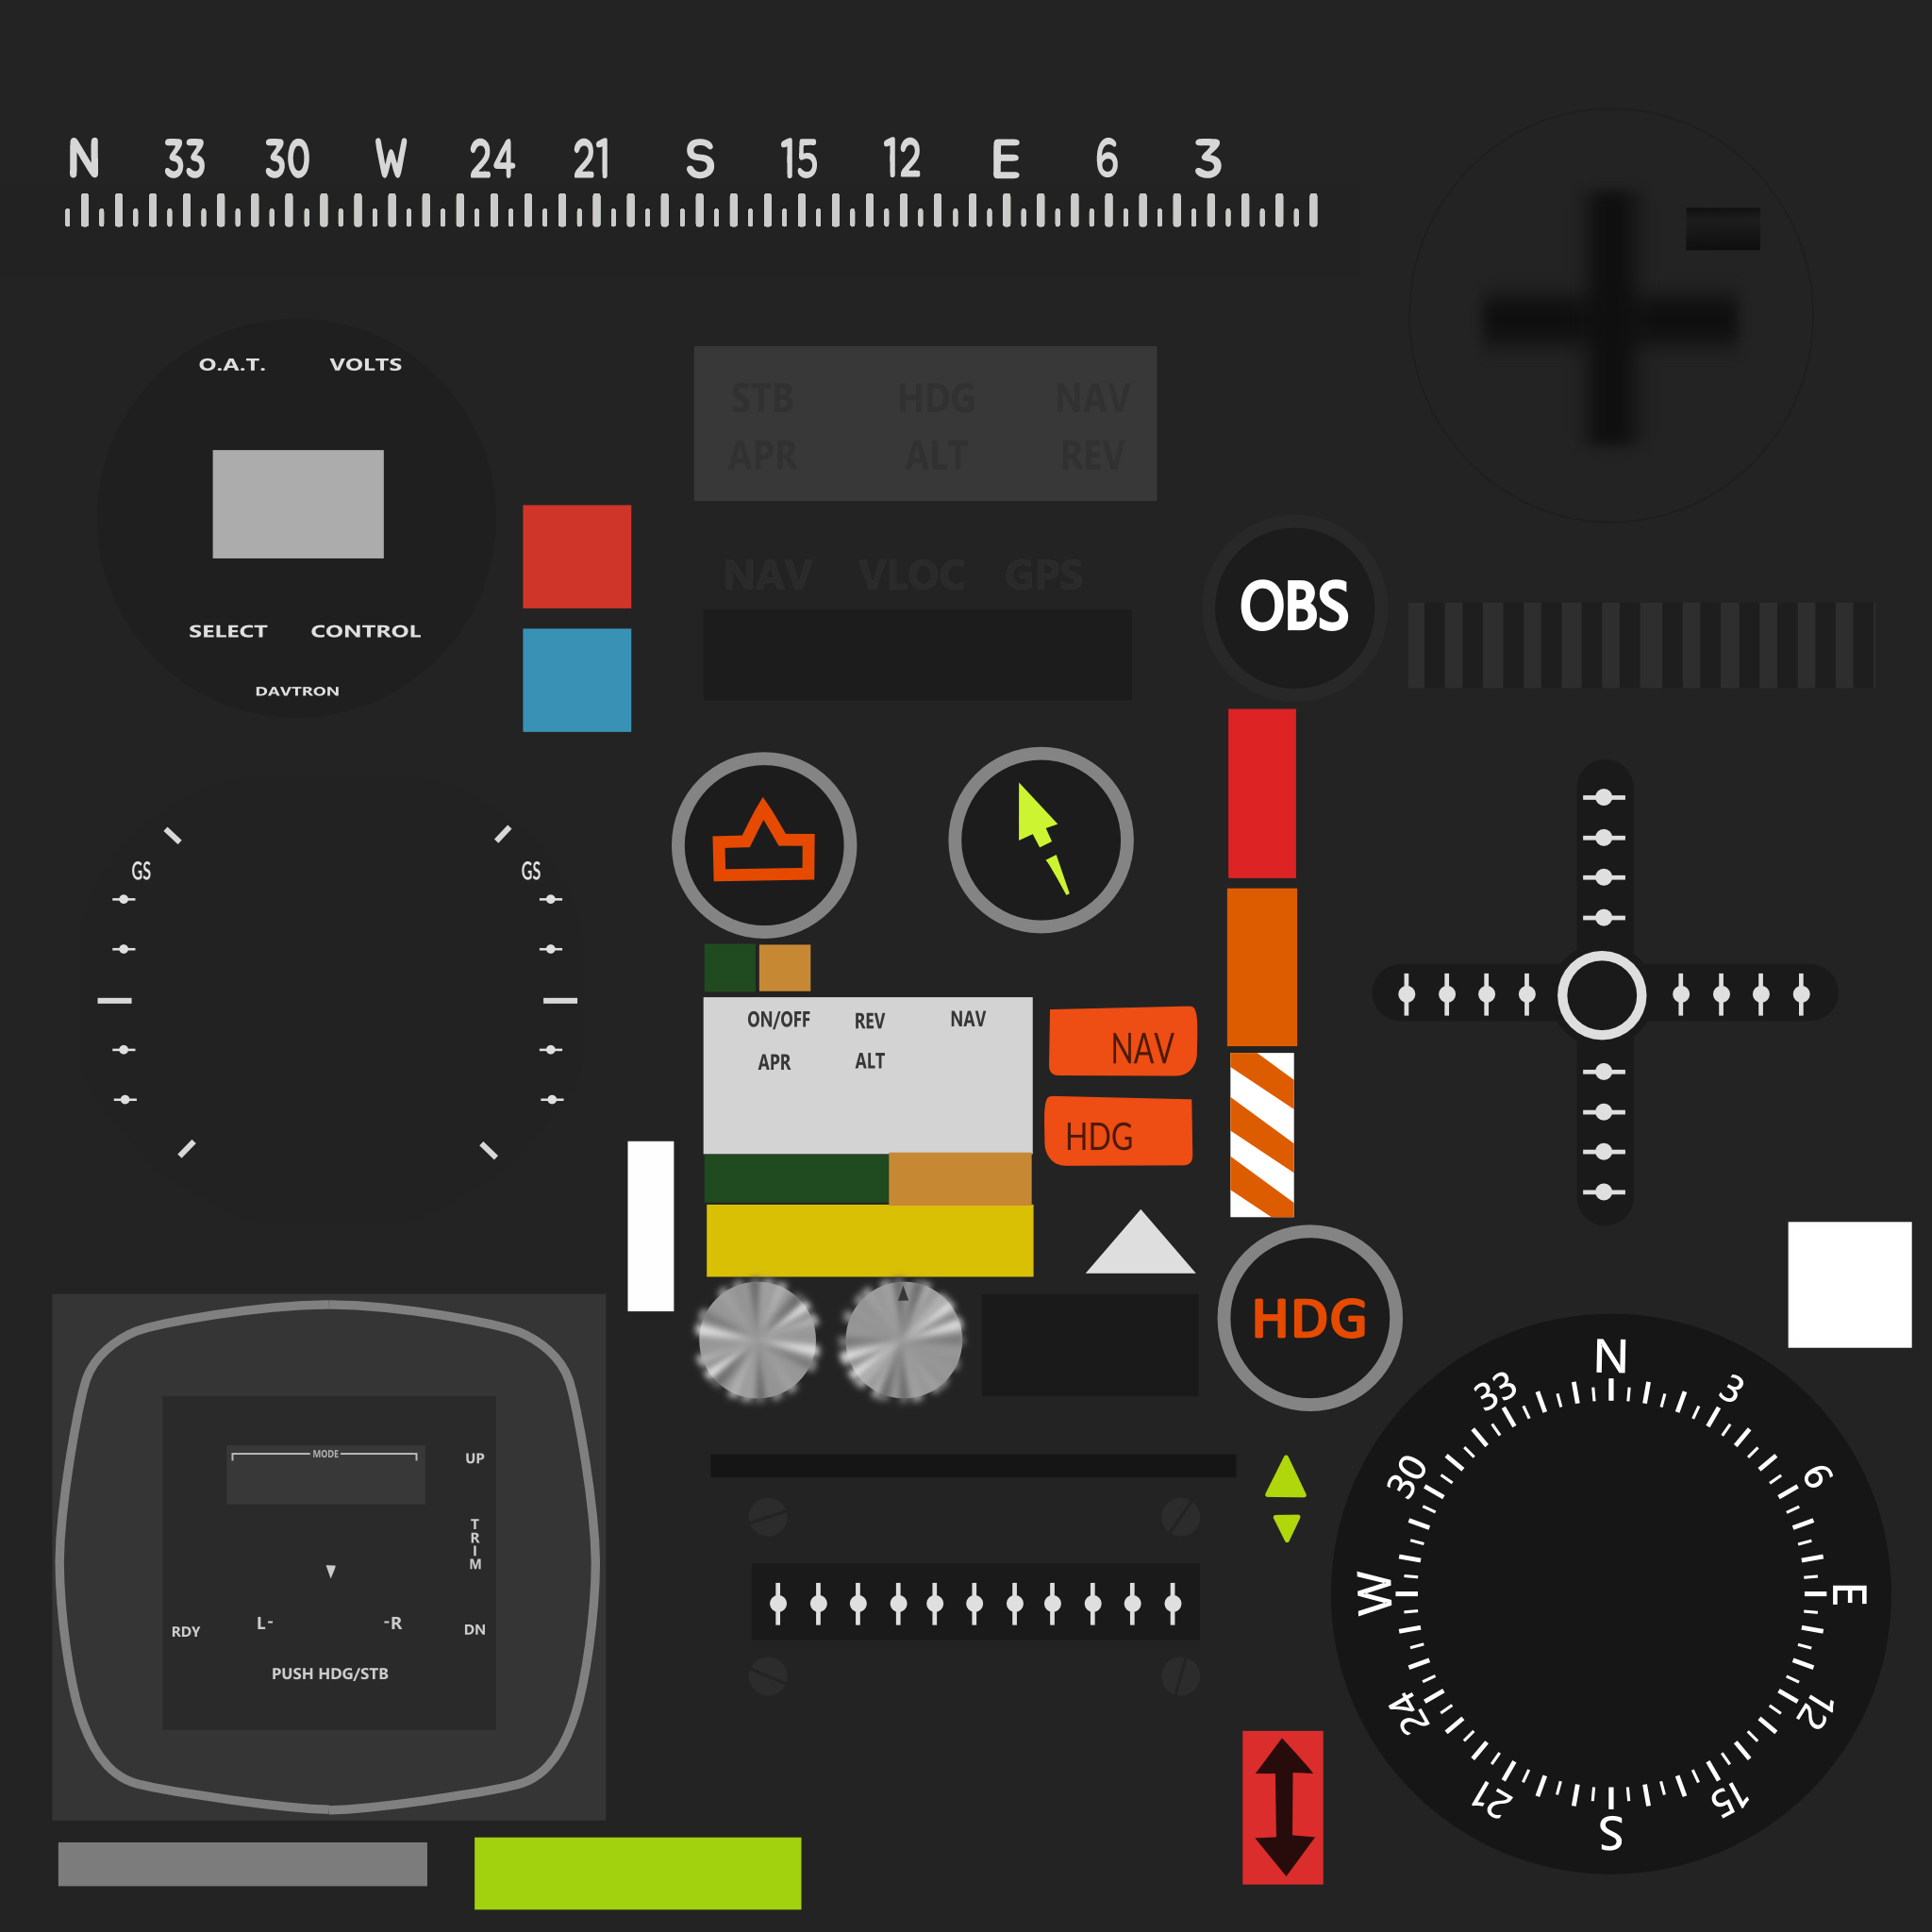 N 33 30 W 24 21 S 15 12 E 6 3
O.A.T. VOLTS
SELECT CONTROL
DAVTRON
STB HDG NAV
APR ALT REV
NAV VLOC GPS
OBS
GS GS
ON/OFF REV NAV
APR ALT
NAV
HDG
HDG
MODE
UP
TRIM
L- -R
RDY
DN
PUSH HDG/STB
N 3 6 E 12 15 S 21 24 W 30 33